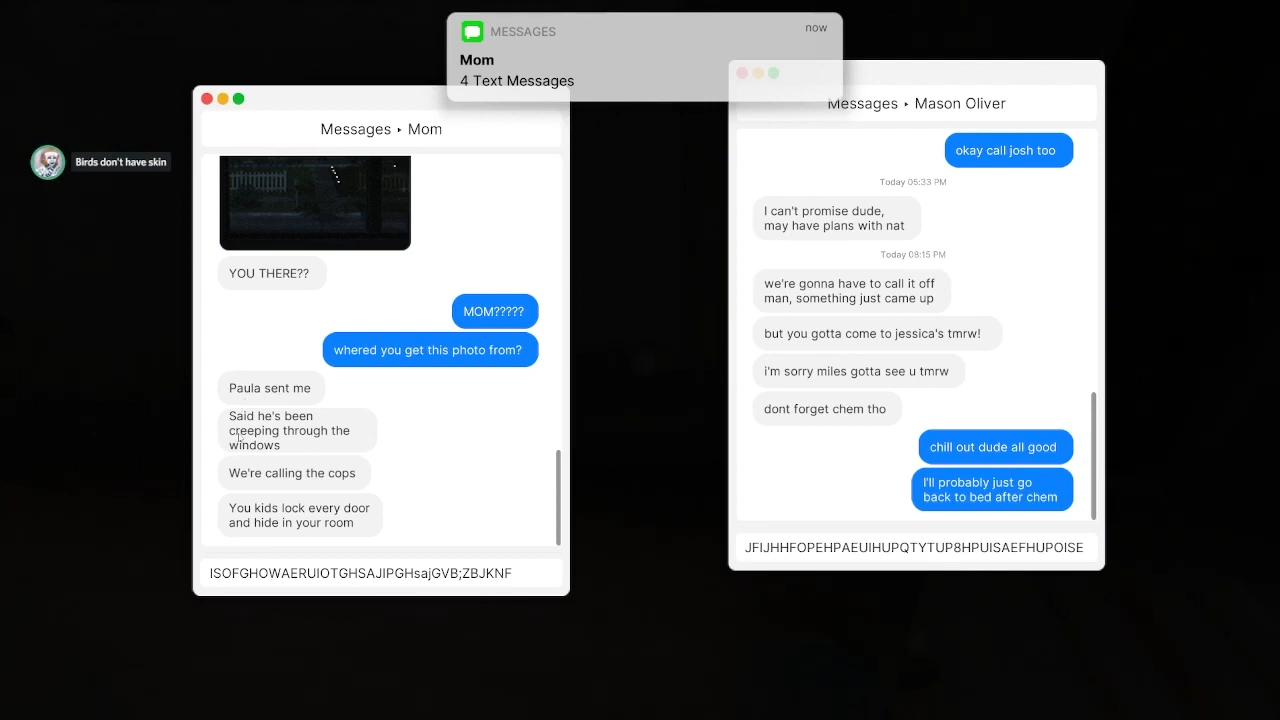 MESSAGES
now
Mom
4 Text Messages
Birds don't have skin
Messages ‣ Mom
YOU THERE??
MOM?????
whered you get this photo from?
Paula sent me
Said he's been
creeping through the
windows
We're calling the cops
You kids lock every door
and hide in your room
ISOFGHOWAERUIOTGHSAJIPGHsajGVB;ZBJKNF
Messages ‣ Mason Oliver
okay call josh too
Today 05:33 PM
I can't promise dude,
may have plans with nat
Today 08:15 PM
we're gonna have to call it off
man, something just came up
but you gotta come to jessica's tmrw!
i'm sorry miles gotta see u tmrw
dont forget chem tho
chill out dude all good
I'll probably just go
back to bed after chem
JFIJHHFOPEHPAEUIHUPQTYTUP8HPUISAEFHUPOISE